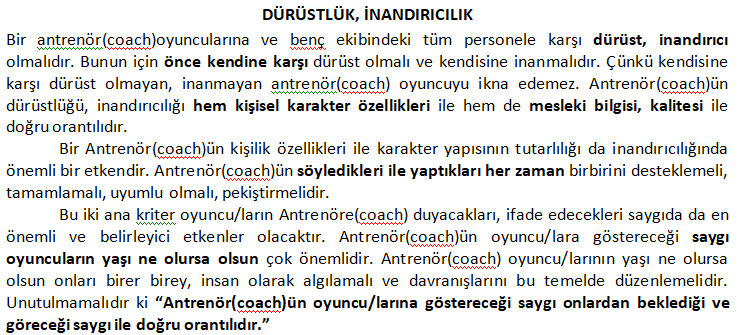 DÜRÜSTLÜK, İNANDIRICILIK
Bir antrenör(coach)oyuncularına ve benç ekibindeki tüm personele karşı dürüst, inandırıcı
olmalıdır. Bunun için önce kendine karşı dürüst olmalı ve kendisine inanmalıdır. Çünkü kendisine
karşı dürüst olmayan, inanmayan antrenör(coach) oyuncuyu ikna edemez. Antrenör(coach)ün
dürüstlüğü, inandırıcılığı hem kişisel karakter özellikleri ile hem de mesleki bilgisi, kalitesi ile
doğru orantılıdır.
Bir Antrenör(coach)ün kişilik özellikleri ile karakter yapısının tutarlılığı da inandırıcılığında
önemli bir etkendir. Antrenör(coach)ün söyledikleri ile yaptıkları her zaman birbirini desteklemeli,
tamamlamalı, uyumlu olmalı, pekiştirmelidir.
Bu iki ana kriter oyuncu/ların Antrenöre(coach) duyacakları, ifade edecekleri saygıda da en
önemli ve belirleyici etkenler olacaktır. Antrenör(coach)ün oyuncu/lara göstereceği saygı
oyuncuların yaşı ne olursa olsun çok önemlidir. Antrenör(coach) oyuncu/larının yaşı ne olursa
olsun onları birer birey, insan olarak algılamalı ve davranışlarını bu temelde düzenlemelidir.
Unutulmamalıdır ki “Antrenör(coach)ün oyuncu/larına göstereceği saygı onlardan beklediği ve
göreceği saygı ile doğru orantılıdır.”